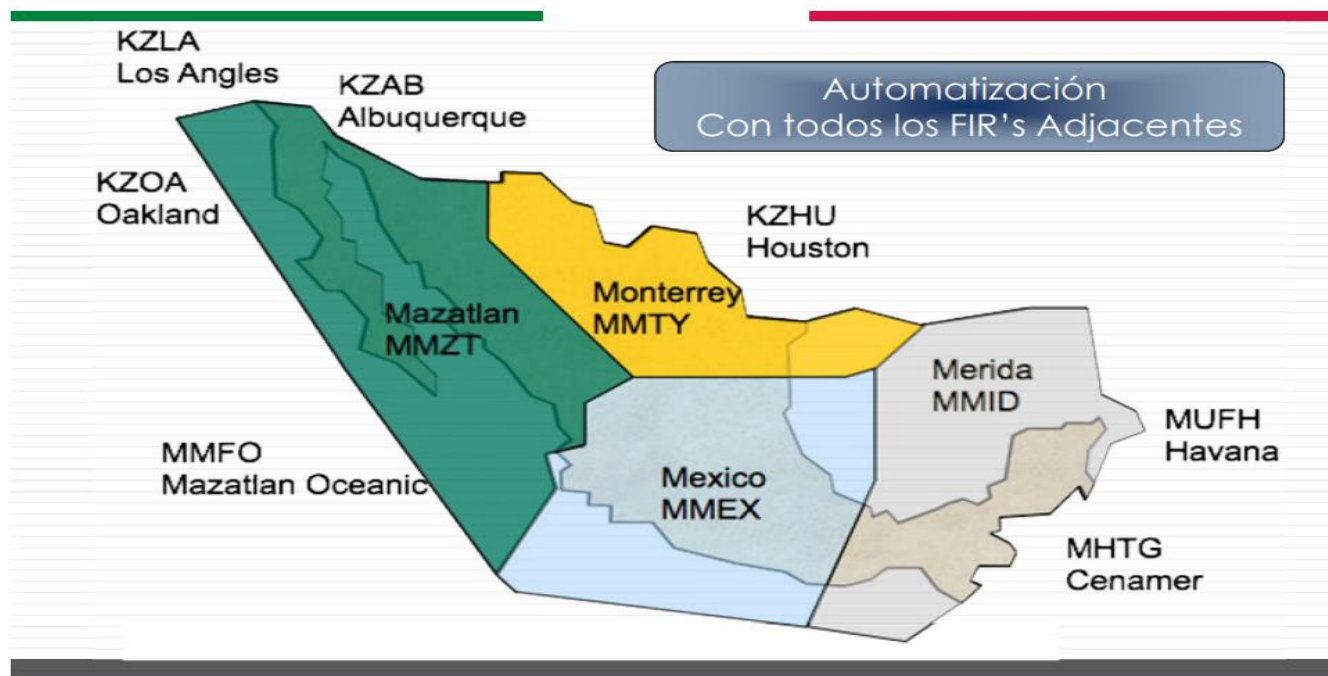 KZLA
Los Angles
KZAB
Albuquerque
Automatización
Con todos los FIR's Adjacentes
KZOA
Oakland
KZHU
Houston
Monterrey
MMTY
Mazatlan
MMZT
Merida
MMID
MUFH
Havana
MMFO
Mazatlan Oceanic
Mexico
MMEX
MHTG
Cenamer